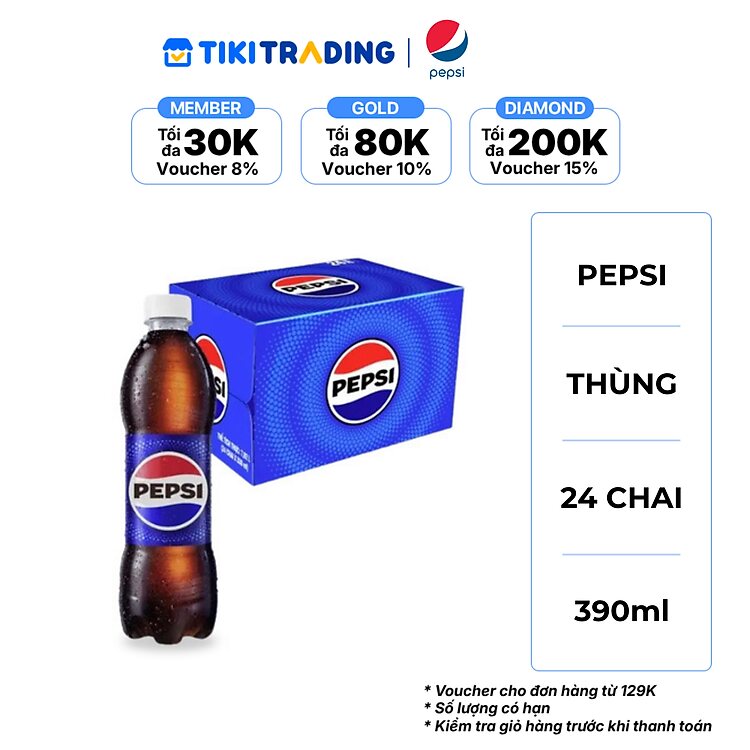 TIKITRADING
pepsi
MEMBER
Tối đa 30K
Voucher 8%
GOLD
Tối đa 80K
Voucher 10%
DIAMOND
Tối đa 200K
Voucher 15%
PEPSI
PEPSI
PEPSI
PEPSI
THÙNG
24 CHAI
390ml
* Voucher cho đơn hàng từ 129K
* Số lượng có hạn
* Kiểm tra giỏ hàng trước khi thanh toán